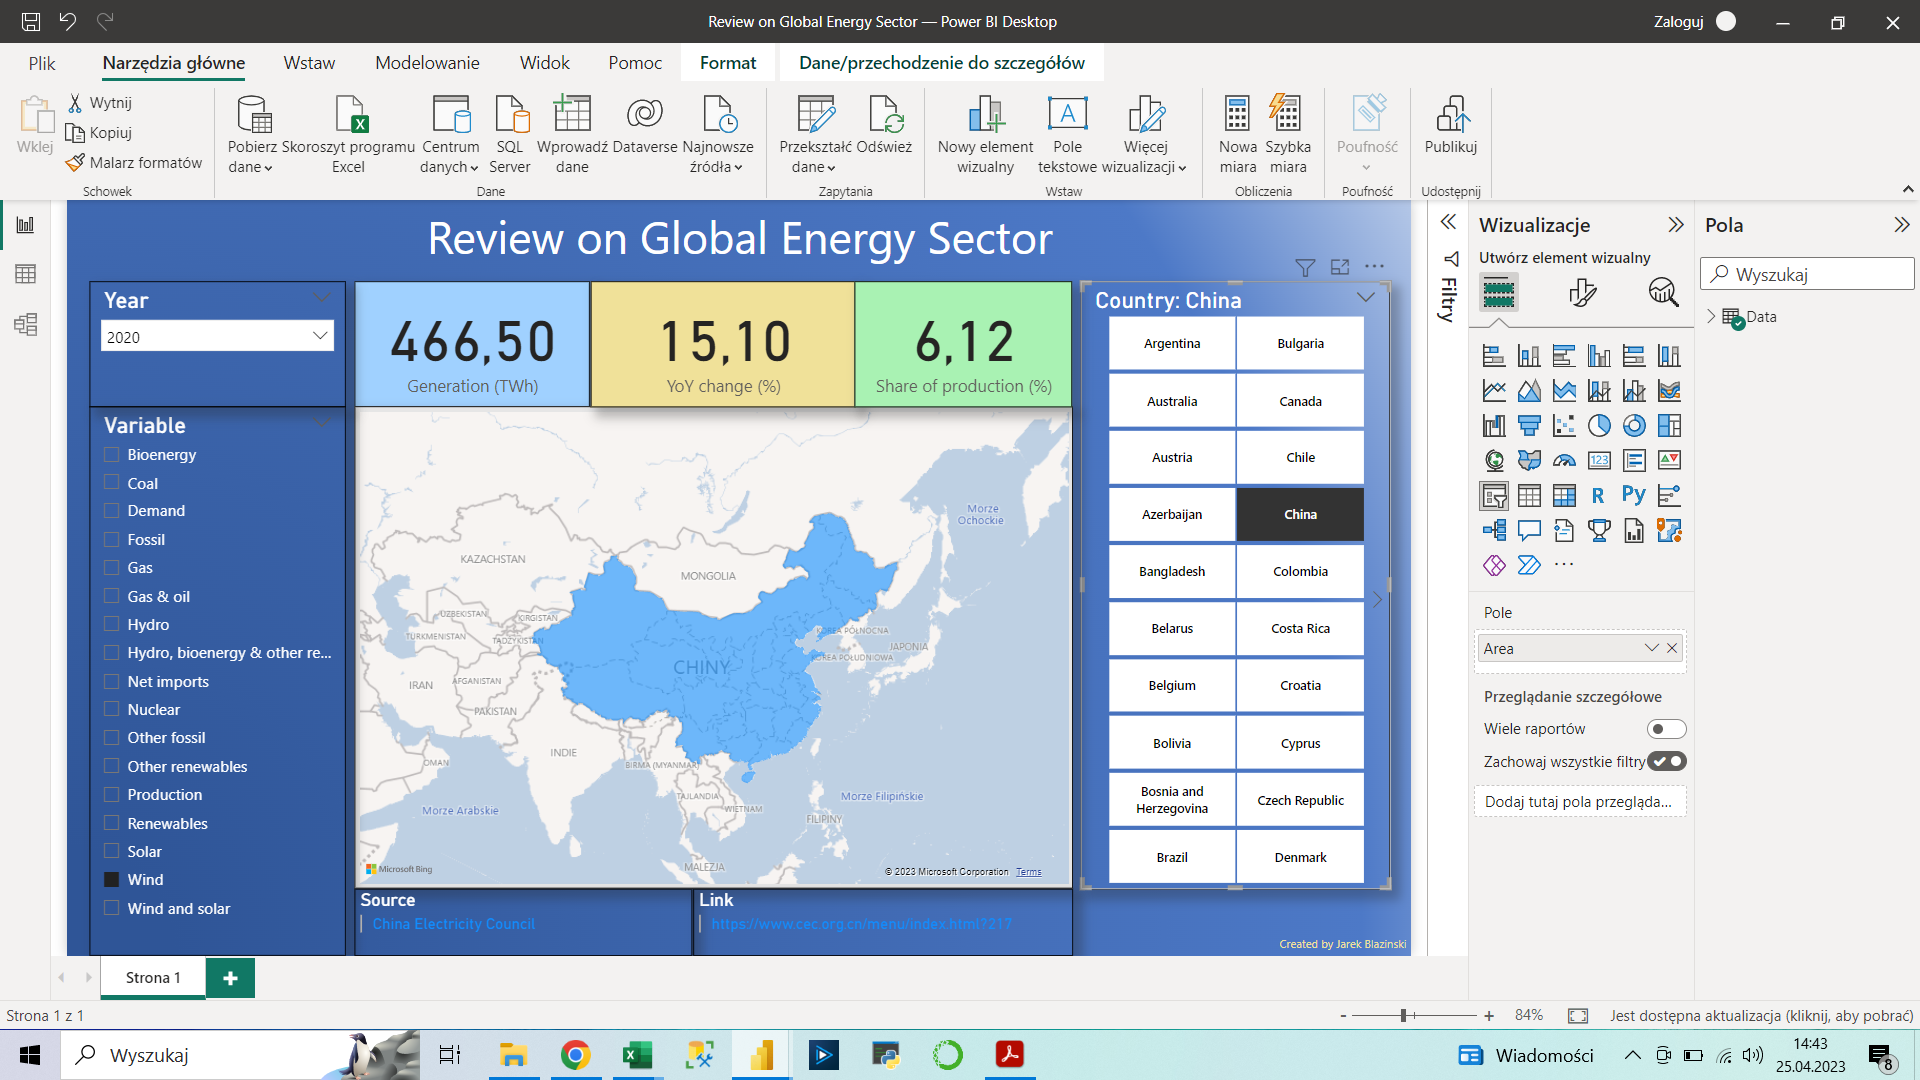 Review on Global Energy Sector — Power BI Desktop
Zaloguj
Plik
Narzędzia główne
Wstaw
Modelowanie
Widok
Pomoc
Format
Dane/przechodzenie do szczegółów
Wklej
Wytnij
Kopiuj
Malarz formatów
Schowek
Pobierz dane
Skoroszyt programu Excel
Centrum danych
SQL Server
Wprowadź dane
Dataverse
Najnowsze źródła
Dane
Przekształć dane
Odśwież
Zapytania
Nowy element wizualny
Pole tekstowe
Więcej wizualizacji
Wstaw
Nowa miara
Szybka miara
Obliczenia
Poufność
Poufność
Publikuj
Udostępnij
Review on Global Energy Sector
Year
2020
Variable
Bioenergy
Coal
Demand
Fossil
Gas
Gas & oil
Hydro
Hydro, bioenergy & other re...
Net imports
Nuclear
Other fossil
Other renewables
Production
Renewables
Solar
Wind
Wind and solar
466,50
Generation (TWh)
15,10
YoY change (%)
6,12
Share of production (%)
Morze Ochockie
KAZACHSTAN
MONGOLIA
UZBEKISTAN
KIRGISTAN
TURKMENISTAN
TADŻYKISTAN
KOREA PÓŁNOCNA
JAPONIA
KOREA POŁUDNIOWA
CHINY
IRAN
AFGANISTAN
PAKISTAN
INDIE
OMAN
BIRMA (MYANMAR)
TAJLANDIA
WIETNAM
Morze Arabskie
Morze Filipińskie
FILIPINY
MALEZJA
Microsoft Bing
© 2023 Microsoft Corporation Terms
Source
China Electricity Council
Link
https://www.cec.org.cn/menu/index.html?217
Country: China
Argentina
Bulgaria
Australia
Canada
Austria
Chile
Azerbaijan
China
Bangladesh
Colombia
Belarus
Costa Rica
Belgium
Croatia
Bolivia
Cyprus
Bosnia and Herzegovina
Czech Republic
Brazil
Denmark
Created by Jarek Blazinski
Filtry
Wizualizacje
Utwórz element wizualny
123
R
Py
Pole
Area
Przeglądanie szczegółowe
Wiele raportów
Zachowaj wszystkie filtry
Dodaj tutaj pola przegląda...
Pola
Wyszukaj
Data
Strona 1
Strona 1 z 1
84%
Jest dostępna aktualizacja (kliknij, aby pobrać)
Wyszukaj
Wiadomości
14:43
25.04.2023
8